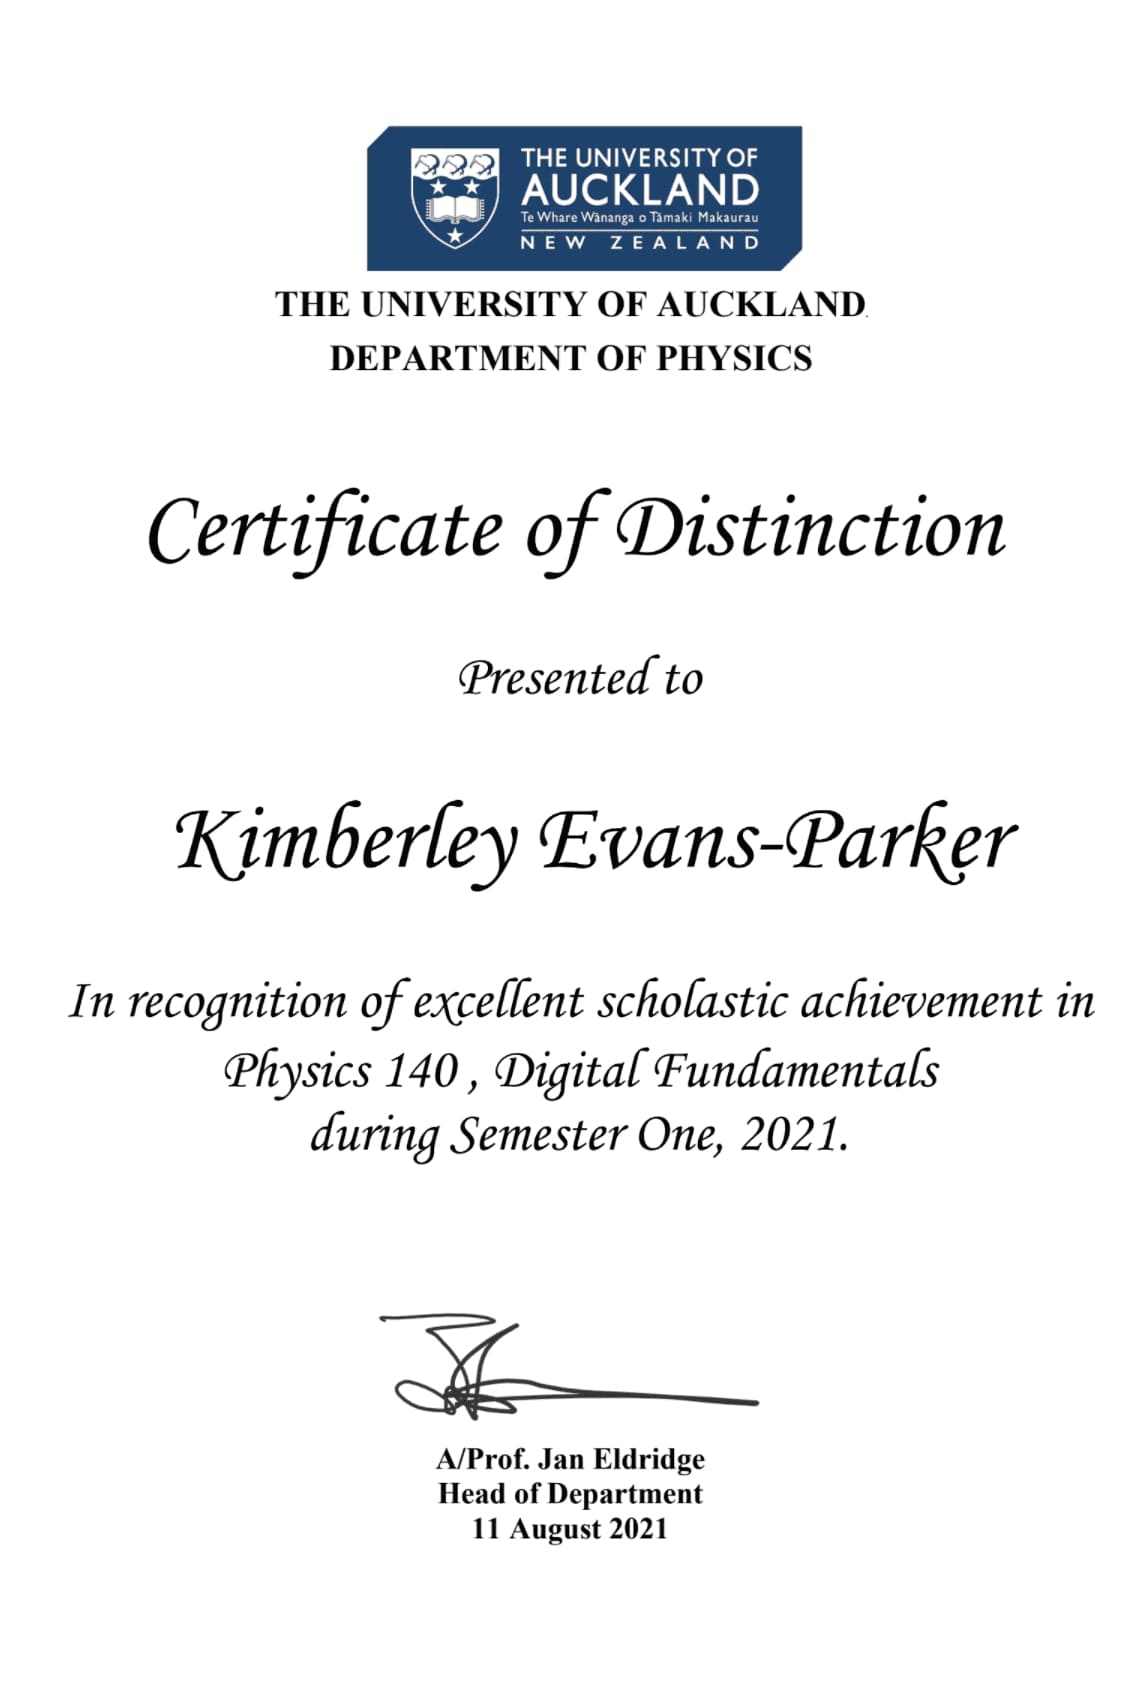 THE UNIVERSITY OF
AUCKLAND
Te Whare Wānanga o Tāmaki Makaurau
NEW ZEALAND
THE UNIVERSITY OF AUCKLAND.
DEPARTMENT OF PHYSICS
Certificate of Distinction
Presented to
Kimberley Evans-Parker
In recognition of excellent scholastic achievement in
Physics 140 , Digital Fundamentals
during Semester One, 2021.
A/Prof. Jan Eldridge
Head of Department
11 August 2021